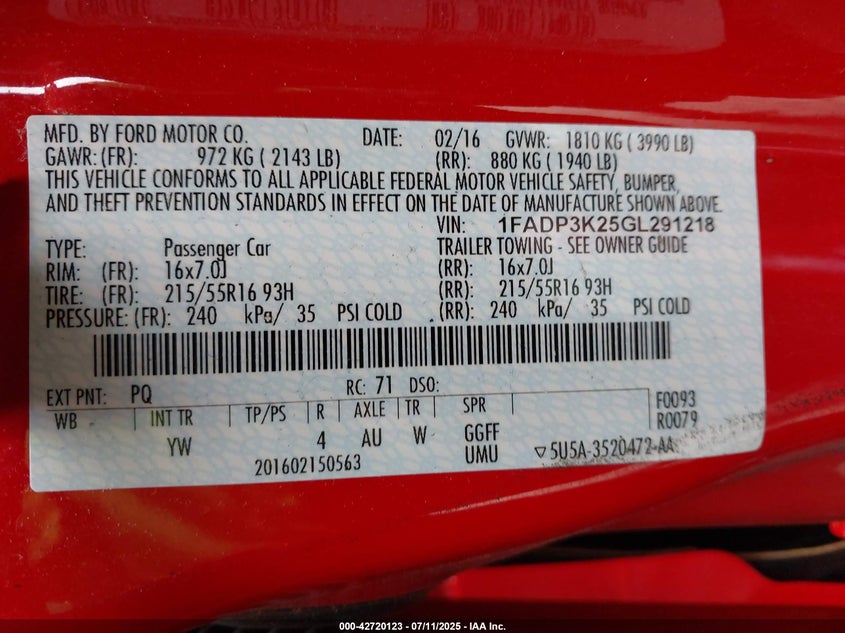 MFD. BY FORD MOTOR CO. DATE: 02/16 GVWR: 1810 KG ( 3990 LB)
GAWR: (FR): 972 KG ( 2143 LB) (RR): 880 KG ( 1940 LB)
THIS VEHICLE CONFORMS TO ALL APPLICABLE FEDERAL MOTOR VEHICLE SAFETY, BUMPER,
AND THEFT PREVENTION STANDARDS IN EFFECT ON THE DATE OF MANUFACTURE SHOWN ABOVE.
VIN: 1FADP3K25GL291218
TYPE: Passenger Car TRAILER TOWING - SEE OWNER GUIDE
RIM: (FR): 16x7.0J (RR): 16x7.0J
TIRE: (FR): 215/55R16 93H (RR): 215/55R16 93H
PRESSURE: (FR): 240 kPa/ 35 PSI COLD (RR): 240 kPa/ 35 PSI COLD
EXT PNT: PQ RC: 71 DSO: F0093
WB INT TR TP/PS R AXLE TR SPR R0079
YW 4 AU W GGFF
201602150563 UMU ▽5U5A-3520472-AA
000-42720123 - 07/11/2025 - IAA Inc.